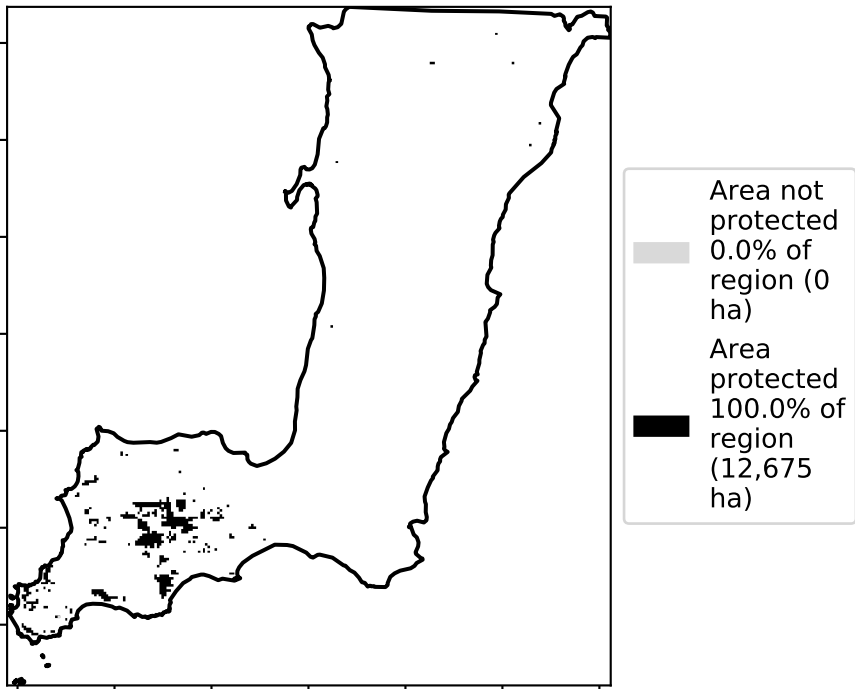 Area not
protected
0.0% of
region (0
ha)
Area
protected
100.0% of
region
(12,675
ha)